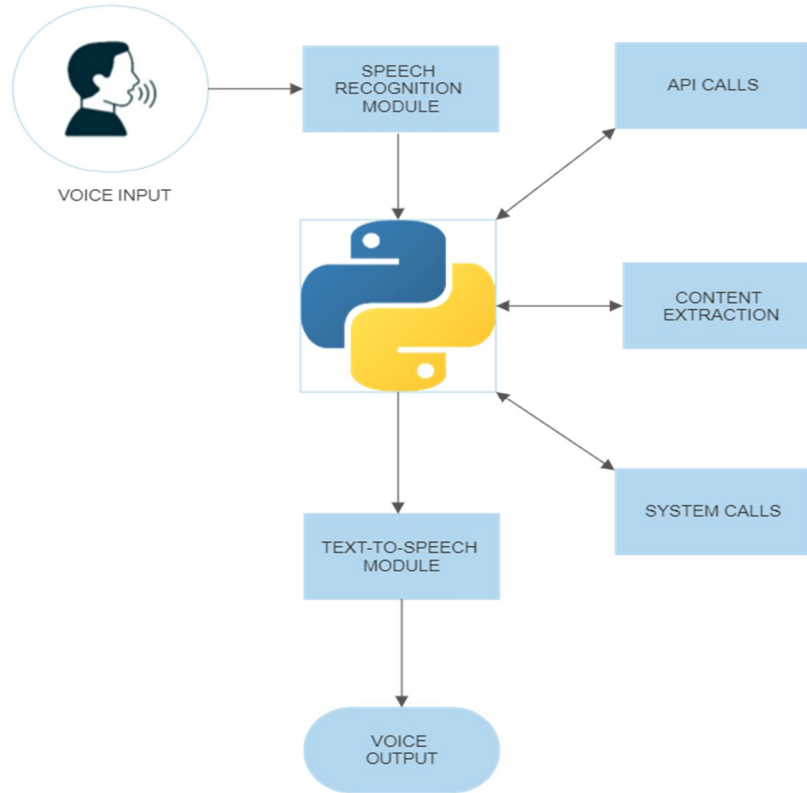 SPEECH
RECOGNITION
MODULE
API CALLS
VOICE INPUT
CONTENT
EXTRACTION
SYSTEM CALLS
TEXT-TO-SPEECH
MODULE
VOICE
OUTPUT